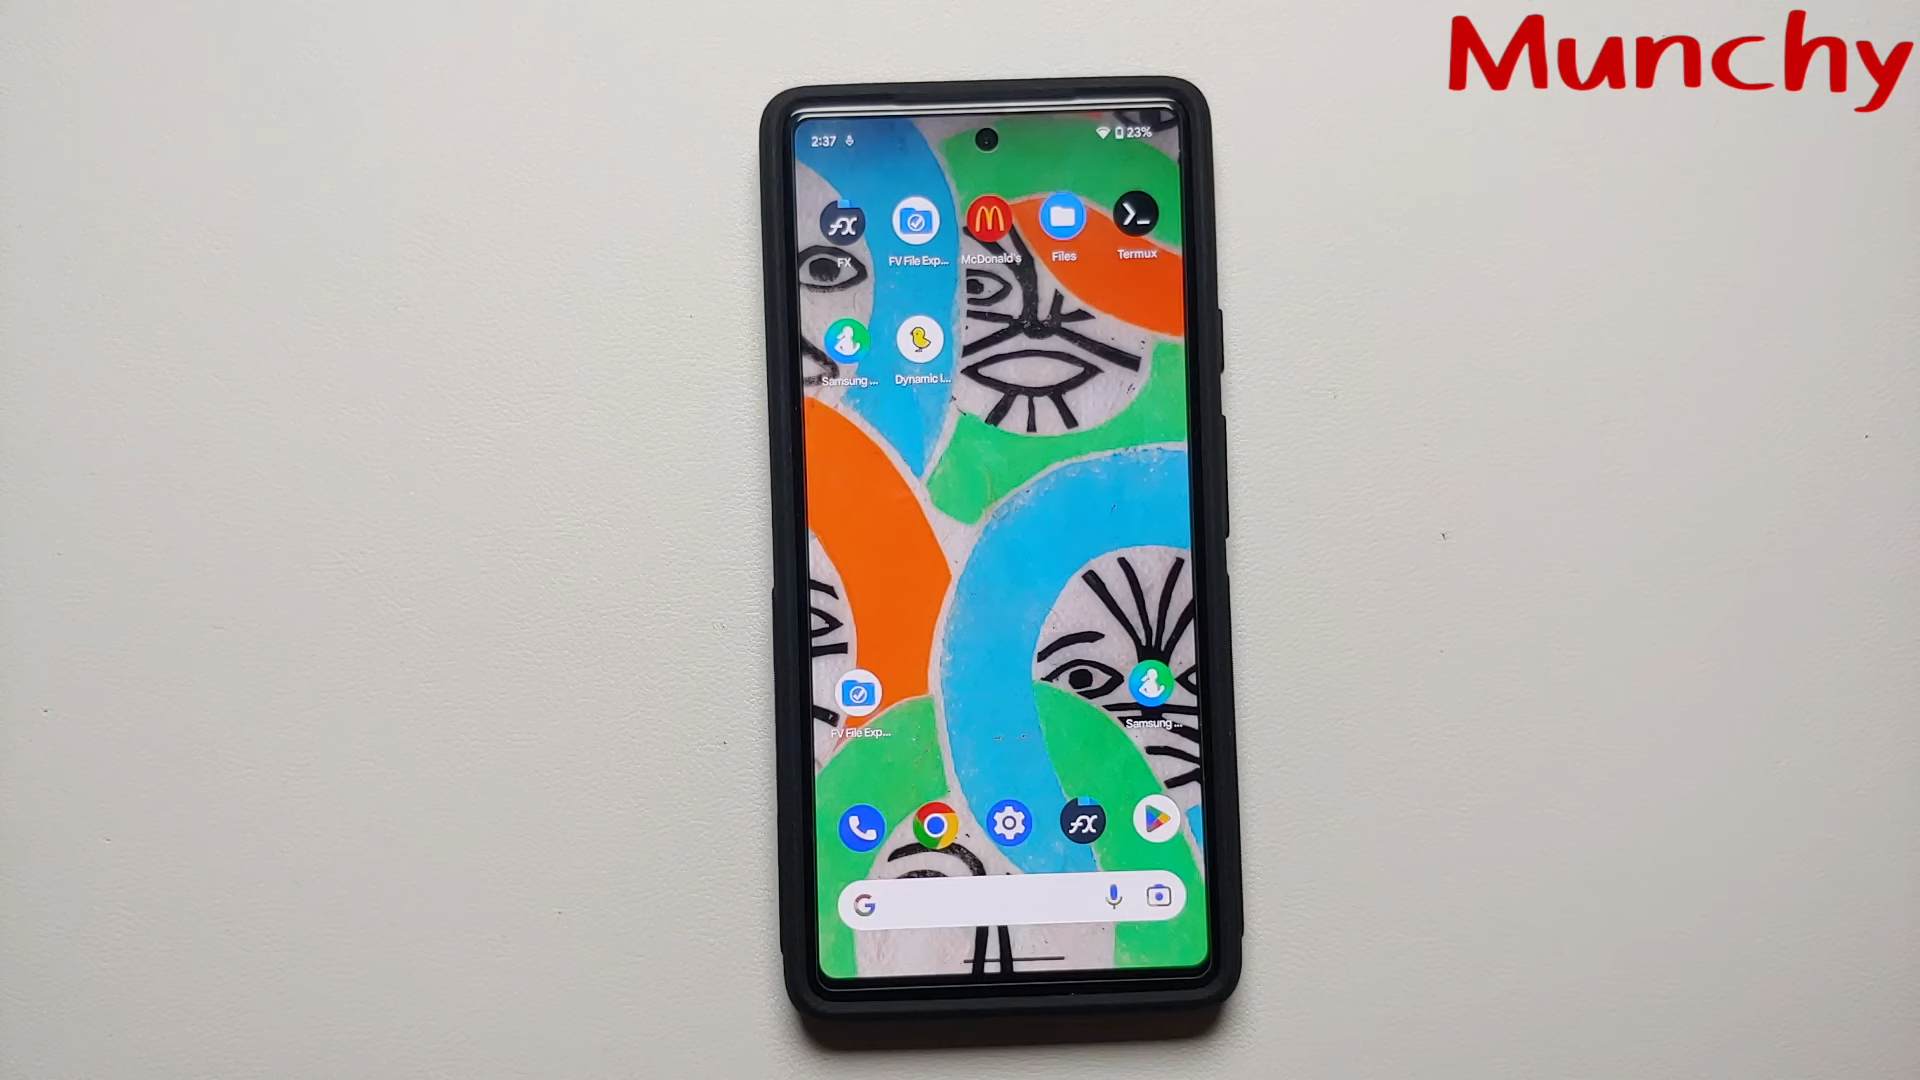 Munchy
2:37 23%
FX FV File Exp... McDonald's Files Termux
Samsung ... Dynamic I...
FV File Exp... Samsung ...